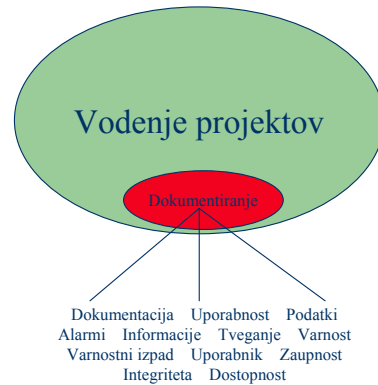 Vodenje projektov
Dokumentiranje
Dokumentacija Uporabnost Podatki
Alarmi Informacije Tveganje Varnost
Varnostni izpad Uporabnik Zaupnost
Integriteta Dostopnost